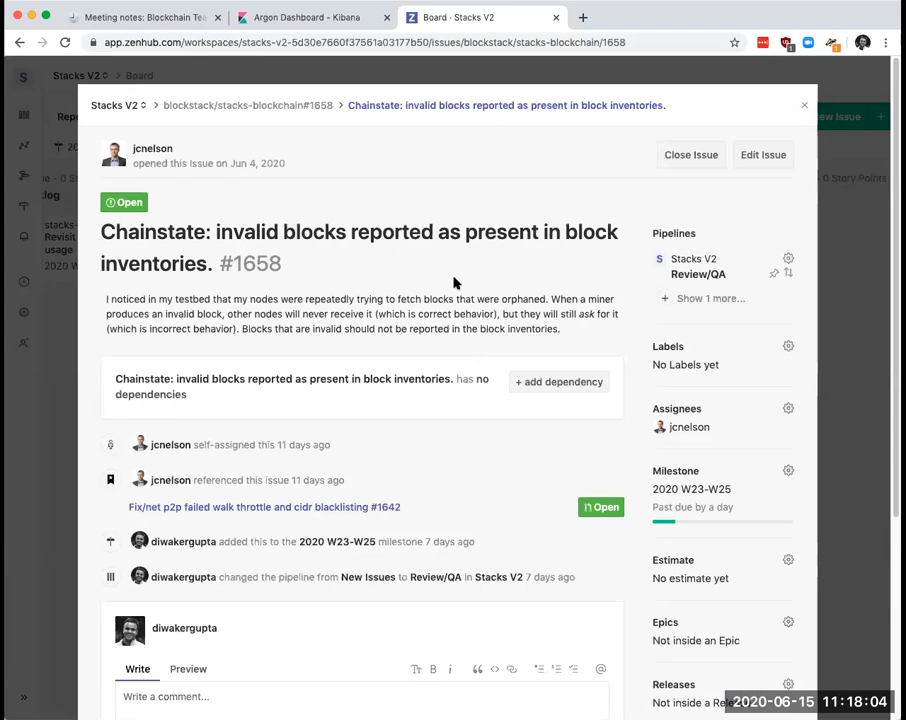 Meeting notes: Blockchain Tea
Argon Dashboard - Kibana
Board · Stacks V2
app.zenhub.com/workspaces/stacks-v2-5d30e7660f37561a03177b50/issues/blockstack/stacks-blockchain/1658
Stacks V2 Board
Stacks V2 > blockstack/stacks-blockchain#1658 > Chainstate: invalid blocks reported as present in block inventories.
jcnelson
opened this Issue on Jun 4, 2020
Close Issue
Edit Issue
Open
Chainstate: invalid blocks reported as present in block
inventories. #1658
I noticed in my testbed that my nodes were repeatedly trying to fetch blocks that were orphaned. When a miner
produces an invalid block, other nodes will never receive it (which is correct behavior), but they will still ask for it
(which is incorrect behavior). Blocks that are invalid should not be reported in the block inventories.
Chainstate: invalid blocks reported as present in block inventories. has no
dependencies
+ add dependency
jcnelson self-assigned this 11 days ago
jcnelson referenced this issue 11 days ago
Fix/net p2p failed walk throttle and cidr blacklisting #1642
Open
diwakergupta added this to the 2020 W23-W25 milestone 7 days ago
diwakergupta changed the pipeline from New Issues to Review/QA in Stacks V2 7 days ago
diwakergupta
Write Preview
Write a comment...
Pipelines
S Stacks V2
Review/QA
+ Show 1 more...
Labels
No Labels yet
Assignees
jcnelson
Milestone
2020 W23-W25
Past due by a day
Estimate
No estimate yet
Epics
Not inside an Epic
Releases
Not inside a Rele
2020-06-15 11:18:04